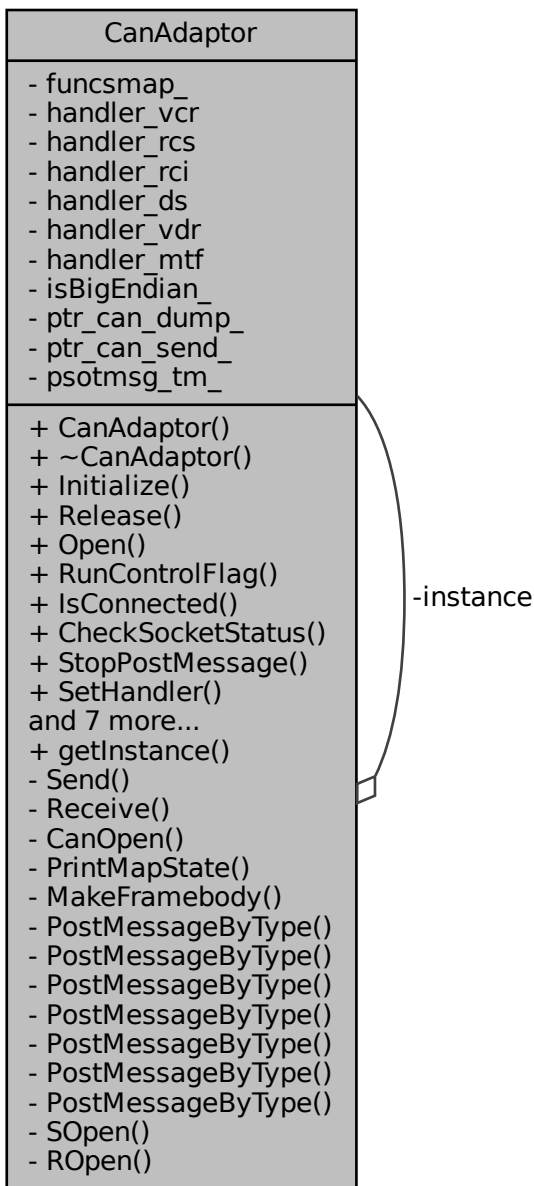 CanAdaptor
- funcsmap_
- handler_vcr
- handler_rcs
- handler_rci
- handler_ds
- handler_vdr
- handler_mtf
- isBigEndian_
- ptr_can_dump_
- ptr_can_send_
- psotmsg_tm_
+ CanAdaptor()
+ ~CanAdaptor()
+ Initialize()
+ Release()
+ Open()
+ RunControlFlag()
+ IsConnected()
+ CheckSocketStatus()
+ StopPostMessage()
+ SetHandler()
and 7 more...
+ getInstance()
- Send()
- Receive()
- CanOpen()
- PrintMapState()
- MakeFramebody()
- PostMessageByType()
- PostMessageByType()
- PostMessageByType()
- PostMessageByType()
- PostMessageByType()
- PostMessageByType()
- PostMessageByType()
- SOpen()
- ROpen()
-instance